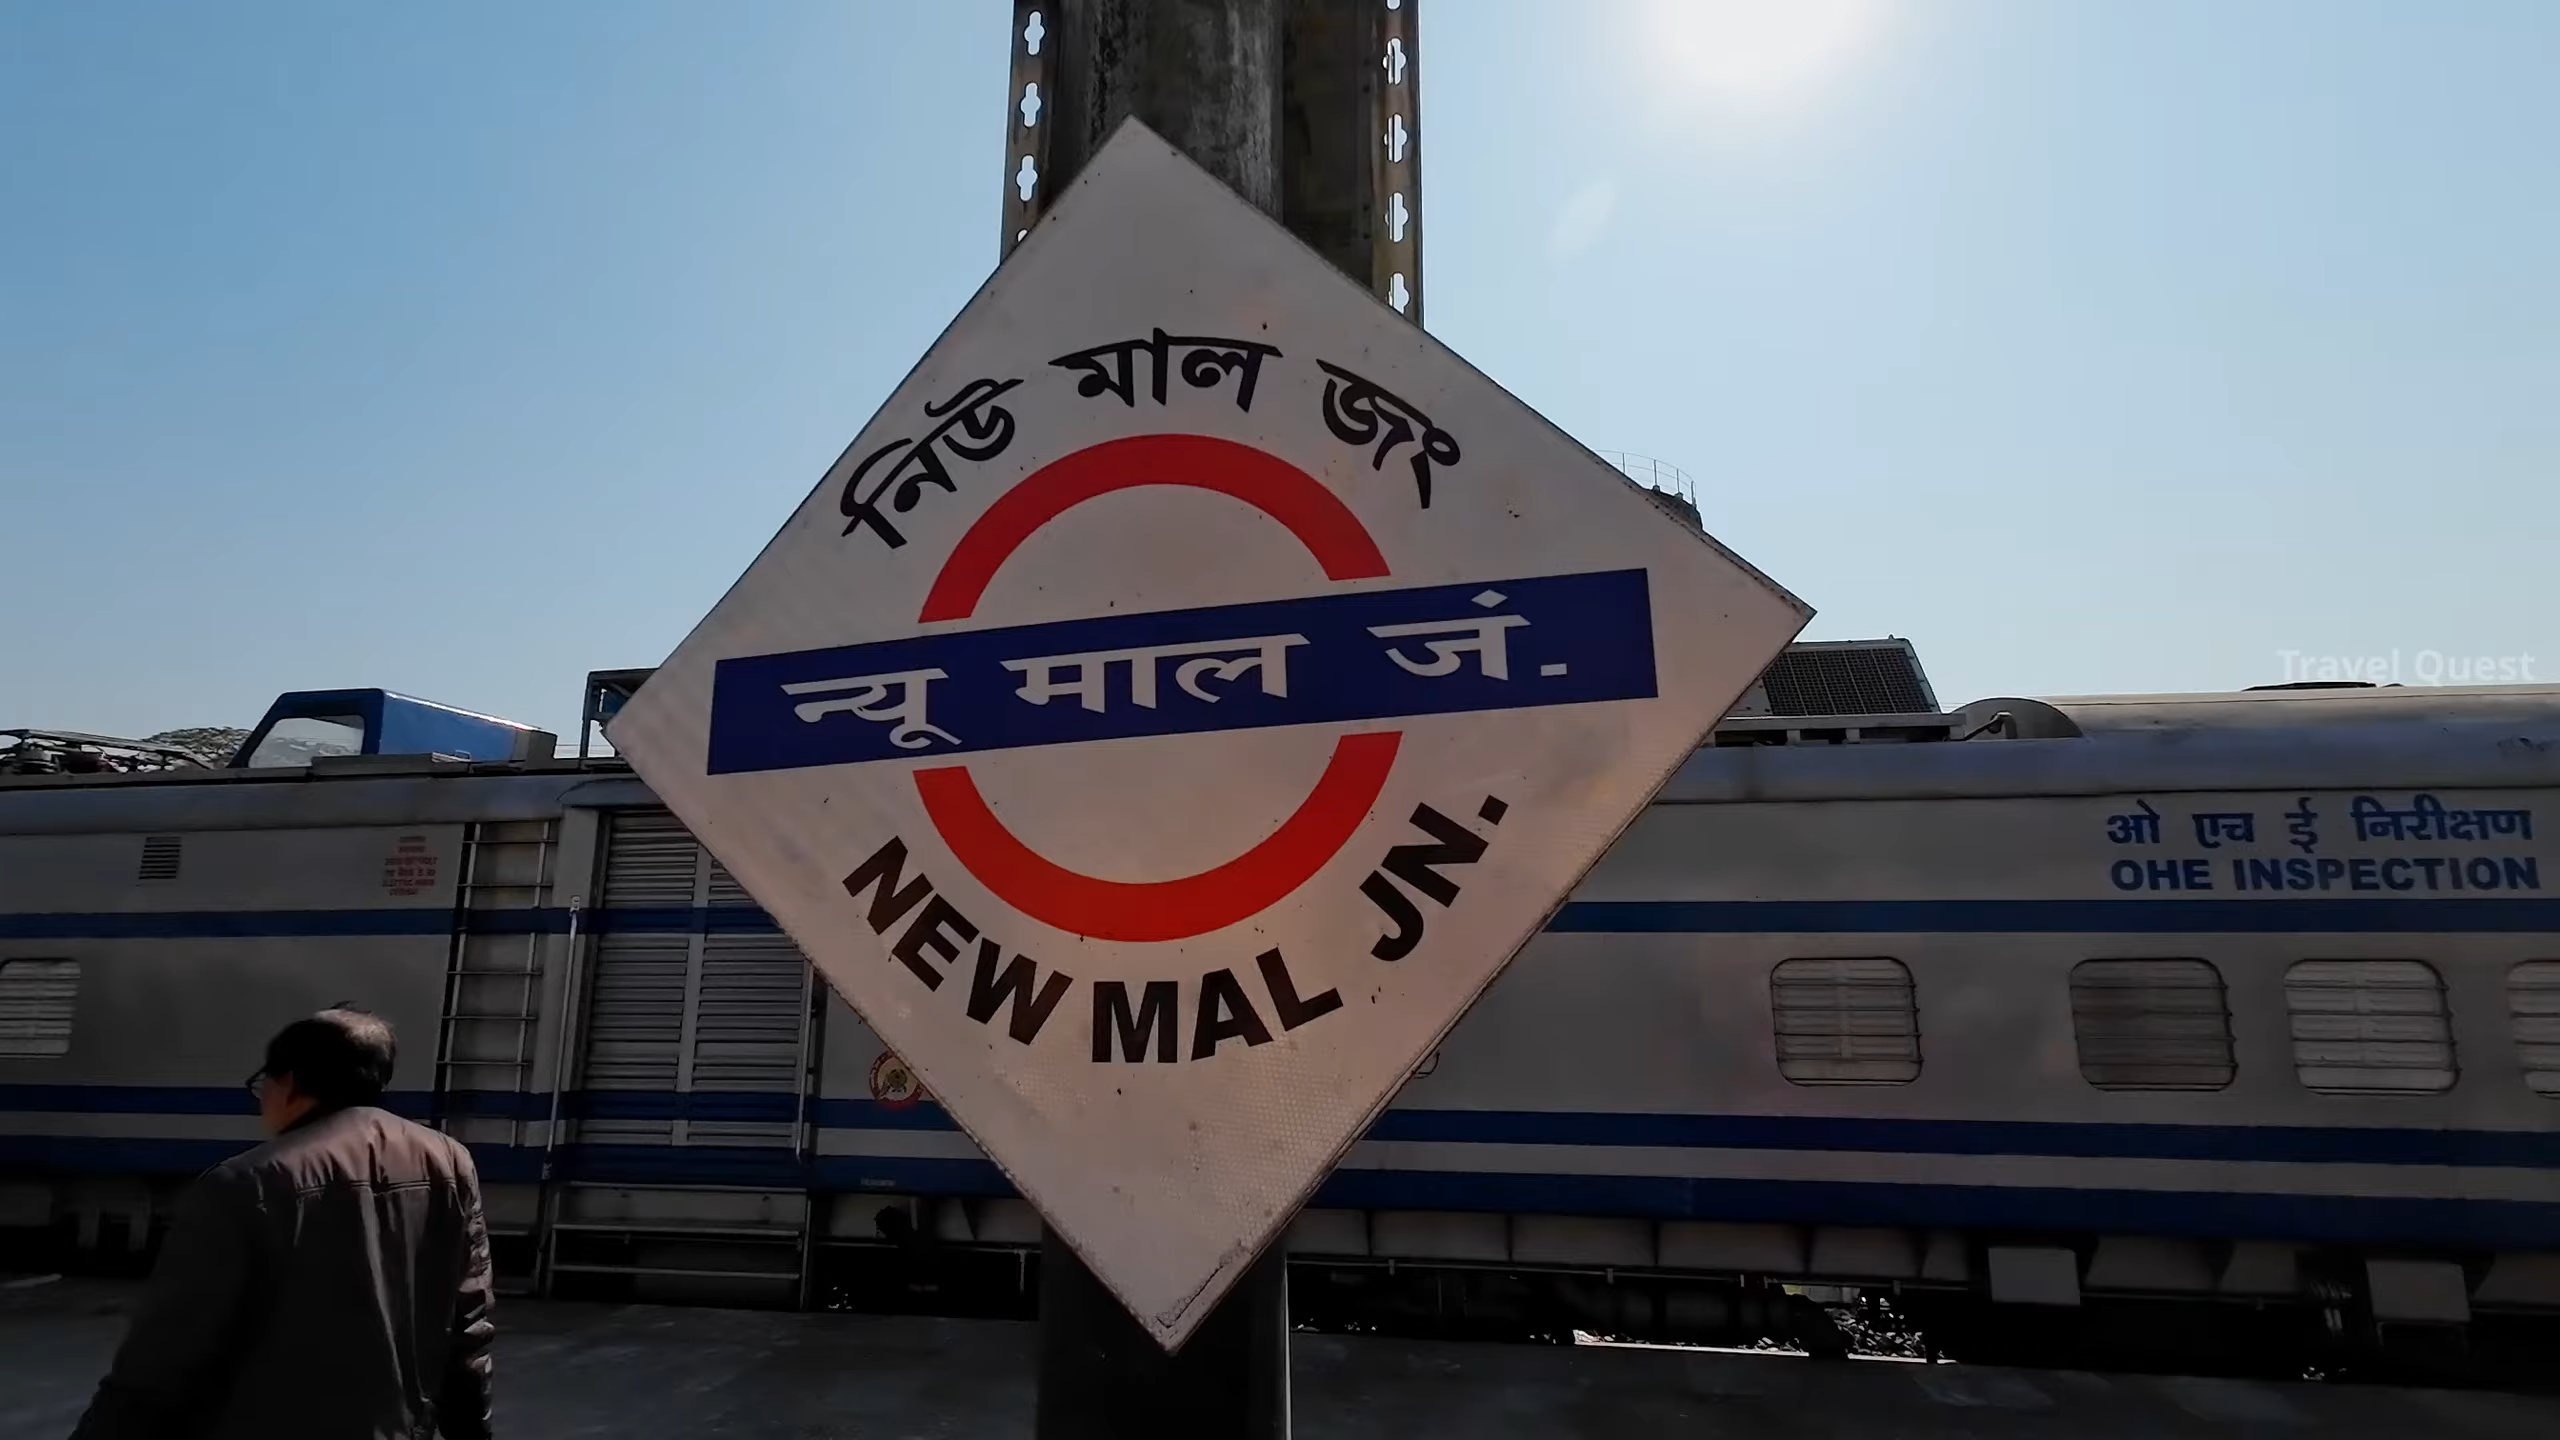 নিউ মাল জং
न्यू माल जं.
NEW MAL JN.
Travel Quest
ओ एच ई निरीक्षण
OHE INSPECTION